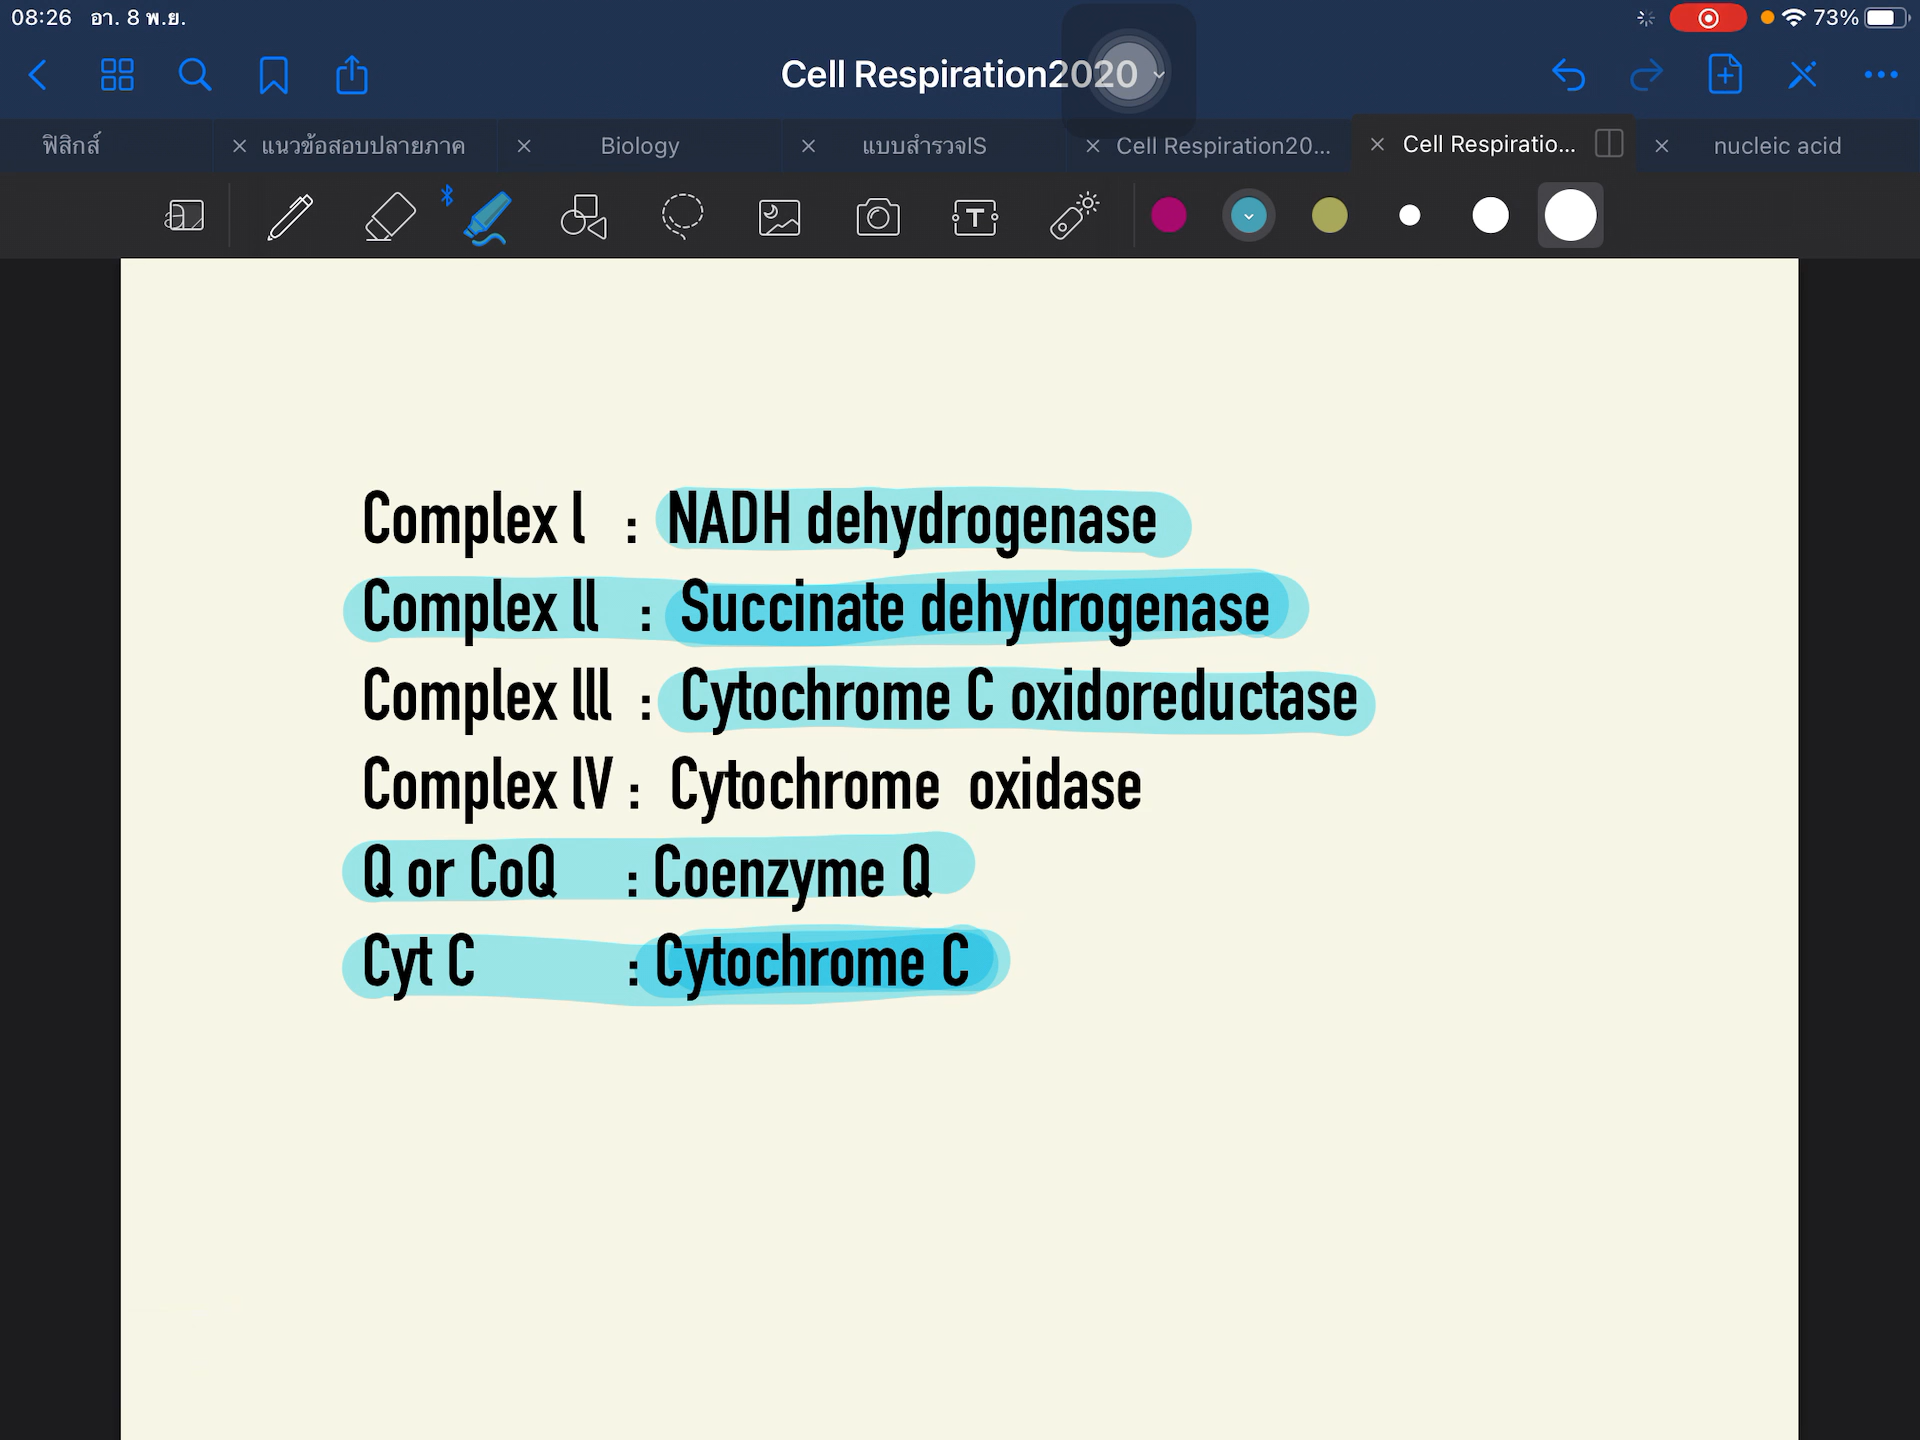 08:26 อา. 8 พ.ย. 73%
Cell Respiration2020
ฟิสิกส์ แนวข้อสอบปลายภาค Biology แบบสำรวจIS Cell Respiration20... Cell Respiratio... nucleic acid
Complex l : NADH dehydrogenase
Complex ll : Succinate dehydrogenase
Complex lll : Cytochrome C oxidoreductase
Complex lV : Cytochrome oxidase
Q or CoQ : Coenzyme Q
Cyt C : Cytochrome C